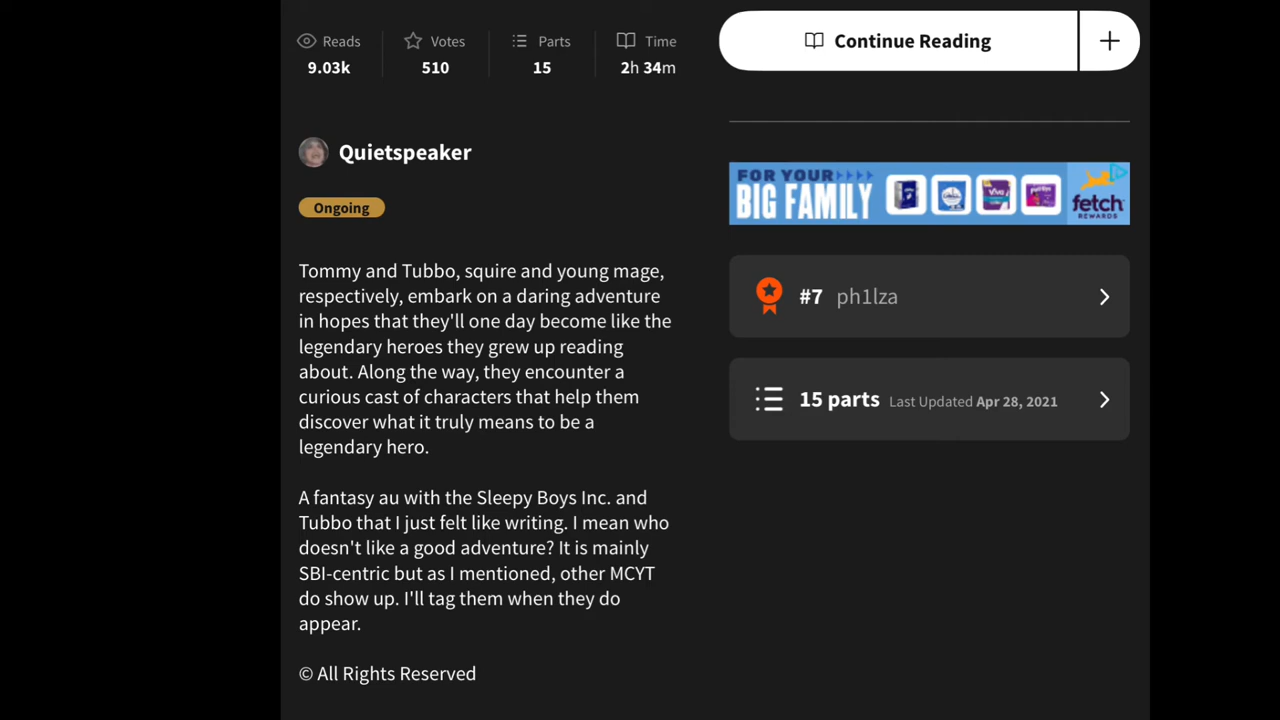 Reads
Votes
Parts
Time
9.03k
510
15
2h 34m
Continue Reading
Quietspeaker
Ongoing
Tommy and Tubbo, squire and young mage,
respectively, embark on a daring adventure
in hopes that they'll one day become like the
legendary heroes they grew up reading
about. Along the way, they encounter a
curious cast of characters that help them
discover what it truly means to be a
legendary hero.
A fantasy au with the Sleepy Boys Inc. and
Tubbo that I just felt like writing. I mean who
doesn't like a good adventure? It is mainly
SBI-centric but as I mentioned, other MCYT
do show up. I'll tag them when they do
appear.
© All Rights Reserved
FOR YOUR
BIG FAMILY
viva
fetch
REWARDS
#7 ph1lza
15 parts Last Updated Apr 28, 2021